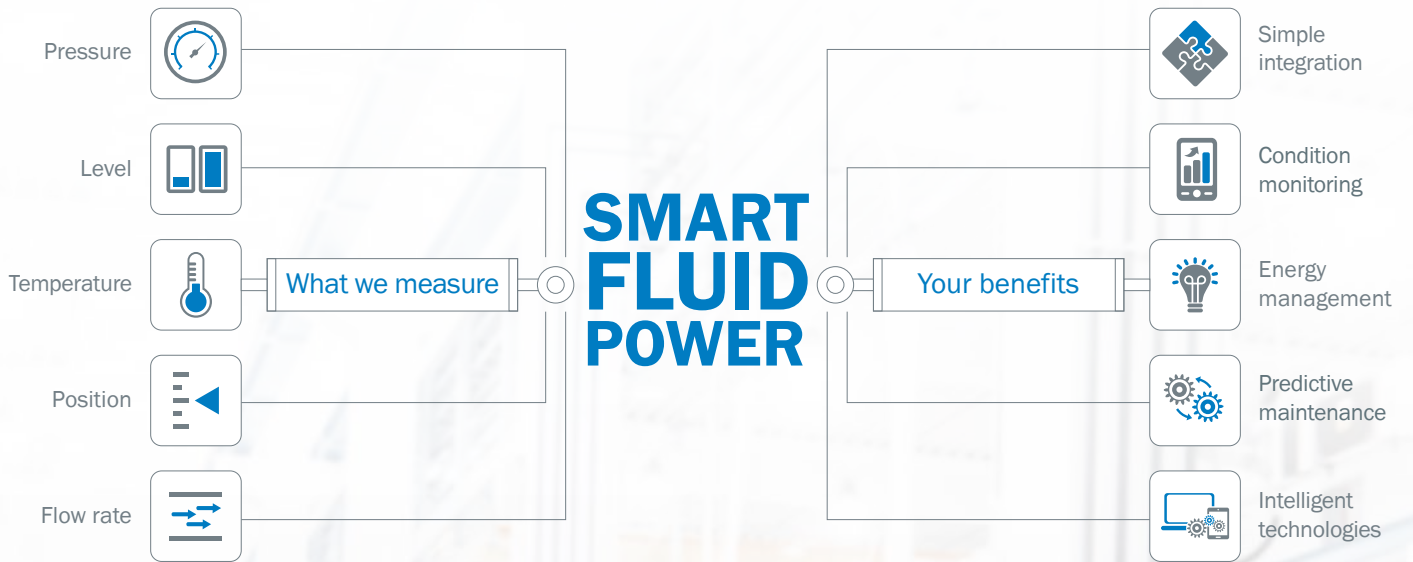 Pressure
Level
Temperature
Position
Flow rate
What we measure
SMART
FLUID
POWER
Your benefits
Simple
integration
Condition
monitoring
Energy
management
Predictive
maintenance
Intelligent
technologies